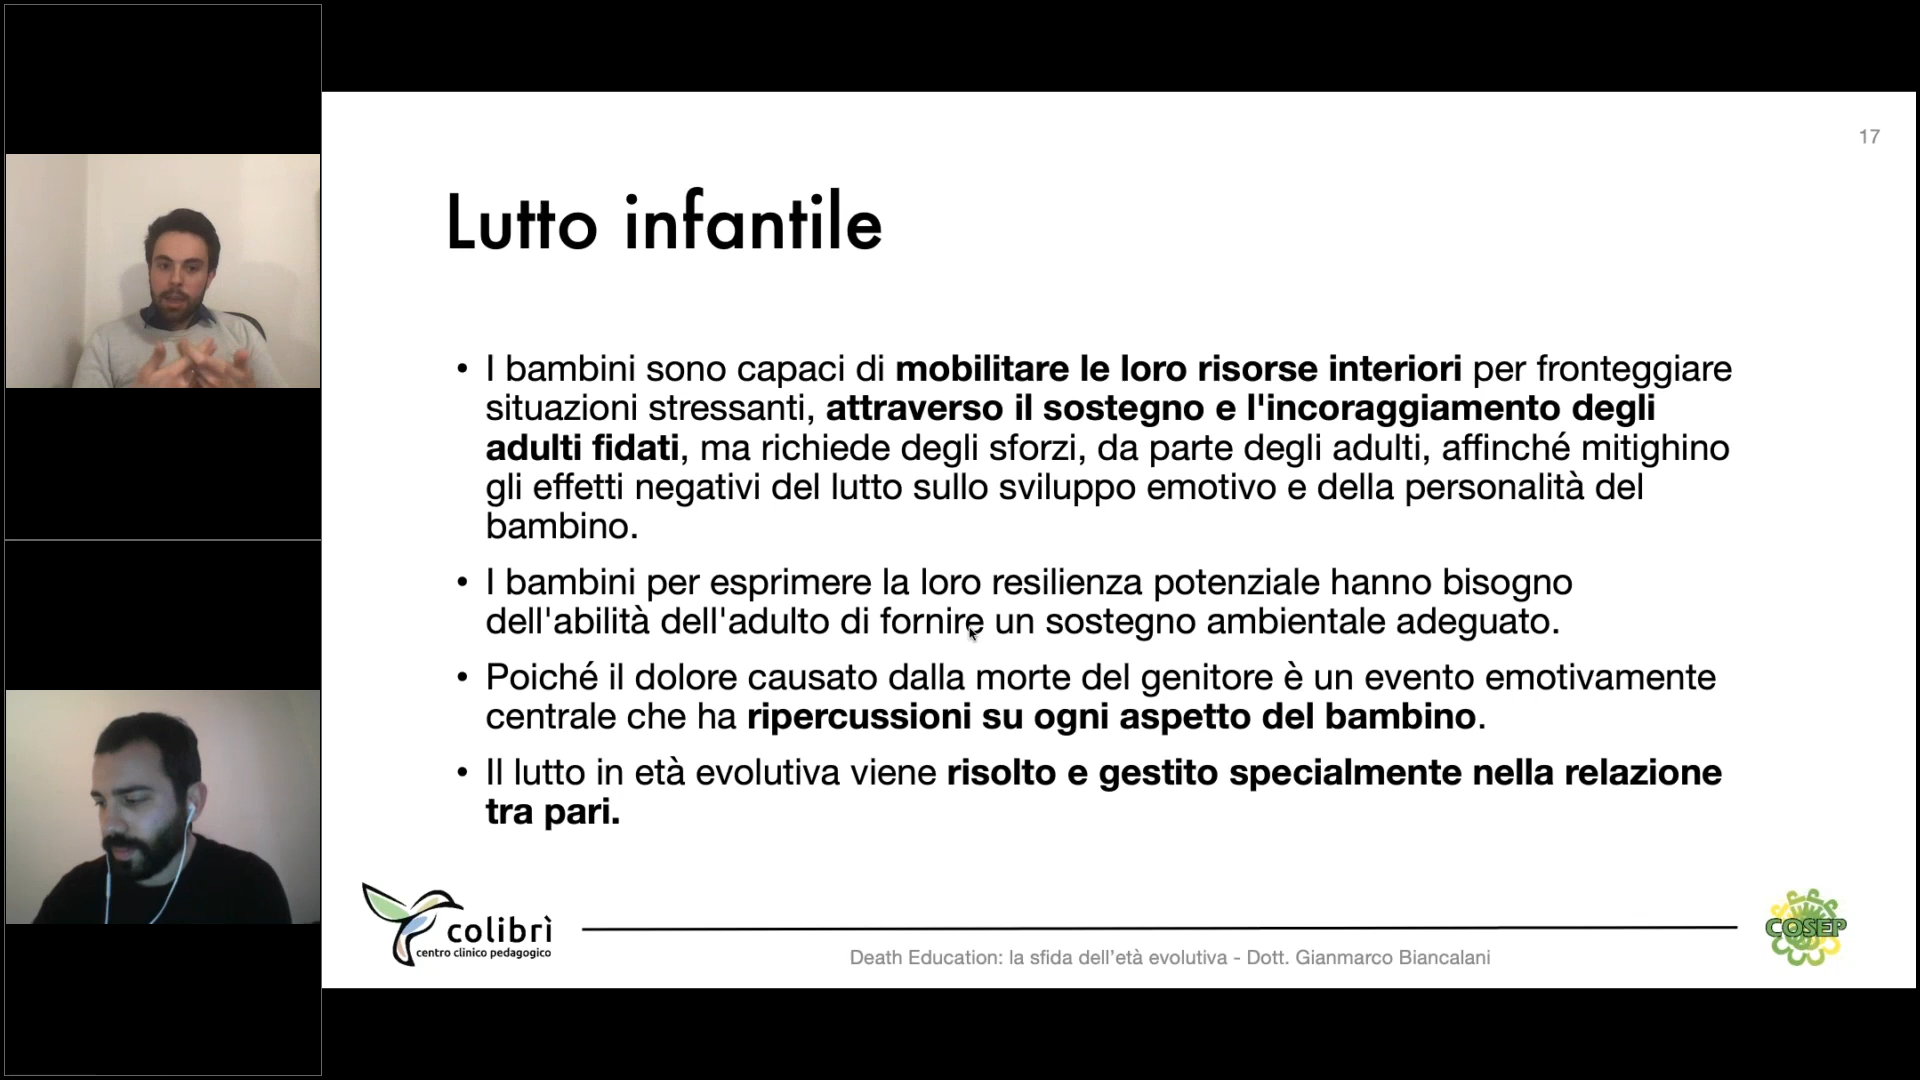 17
Lutto infantile
• I bambini sono capaci di mobilitare le loro risorse interiori per fronteggiare
situazioni stressanti, attraverso il sostegno e l'incoraggiamento degli
adulti fidati, ma richiede degli sforzi, da parte degli adulti, affinché mitighino
gli effetti negativi del lutto sullo sviluppo emotivo e della personalità del
bambino.
• I bambini per esprimere la loro resilienza potenziale hanno bisogno
dell'abilità dell'adulto di fornire un sostegno ambientale adeguato.
• Poiché il dolore causato dalla morte del genitore è un evento emotivamente
centrale che ha ripercussioni su ogni aspetto del bambino.
• Il lutto in età evolutiva viene risolto e gestito specialmente nella relazione
tra pari.
colibrì
centro clinico pedagogico
Death Education: la sfida dell’età evolutiva - Dott. Gianmarco Biancalani
COSEP